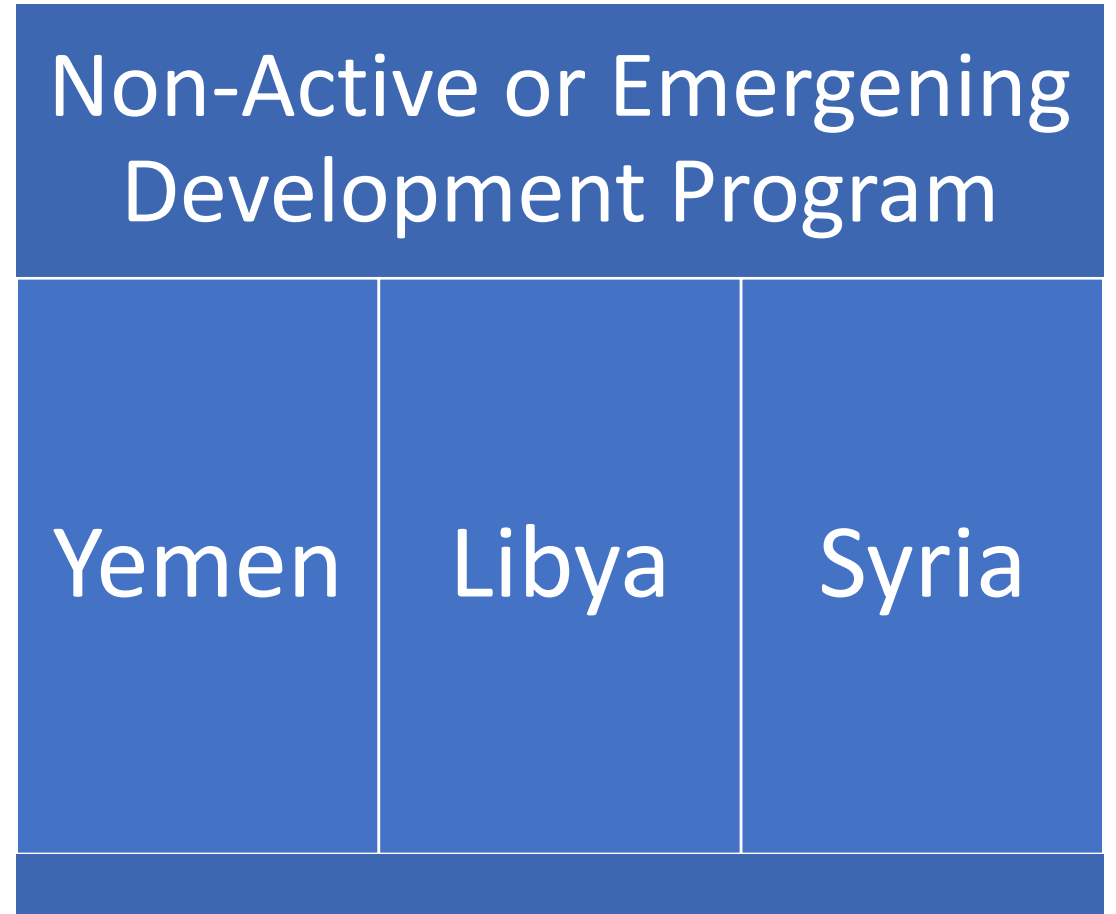 Non-Active or Emergening
Development Program
Yemen
Libya
Syria